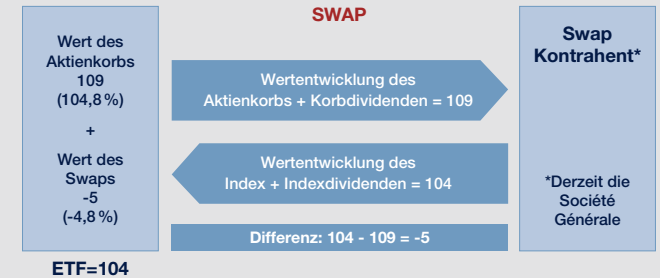 SWAP
Wert des
Aktienkorbs
109
(104,8 %)
+
Wert des
Swaps
-5
(-4,8 %)
ETF=104
Wertentwicklung des
Aktienkorbs + Korbdividenden = 109
Wertentwicklung des
Index + Indexdividenden = 104
Differenz: 104 - 109 = -5
Swap
Kontrahent*
*Derzeit die
Société
Générale